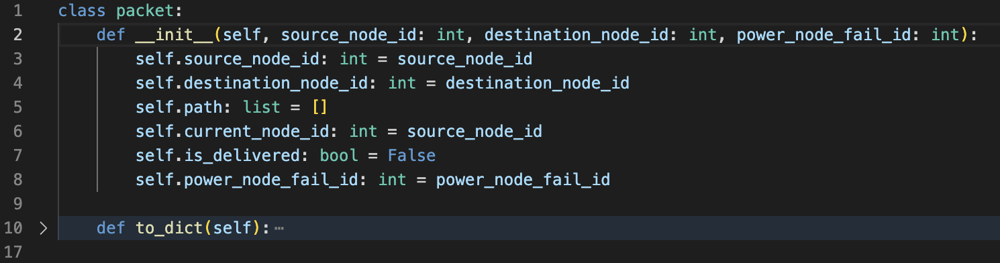 1 class packet:
2     def __init__(self, source_node_id: int, destination_node_id: int, power_node_fail_id: int):
3         self.source_node_id: int = source_node_id
4         self.destination_node_id: int = destination_node_id
5         self.path: list = []
6         self.current_node_id: int = source_node_id
7         self.is_delivered: bool = False
8         self.power_node_fail_id: int = power_node_fail_id
9
10 >   def to_dict(self):⋯
17